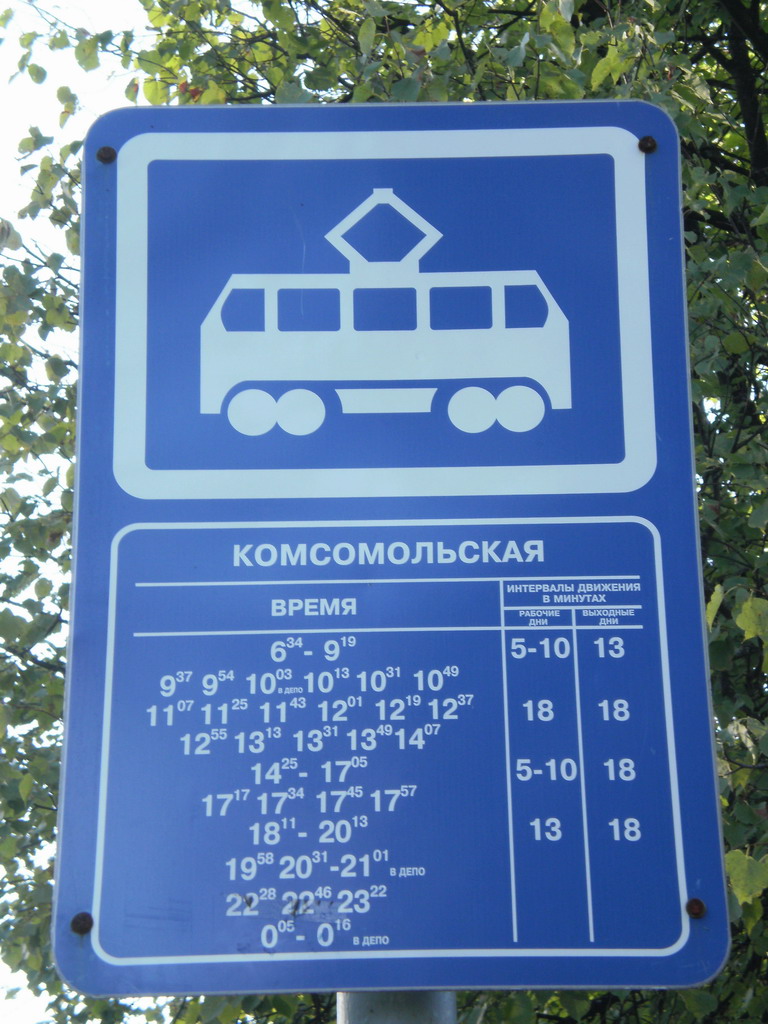 КОМСОМОЛЬСКАЯ
ВРЕМЯ
ИНТЕРВАЛЫ ДВИЖЕНИЯ
В МИНУТАХ
РАБОЧИЕ ДНИ
ВЫХОДНЫЕ ДНИ
6³⁴ - 9¹⁹ 5-10 13
9³⁷ 9⁵⁴ 10⁰³ В ДЕПО 10¹³ 10³¹ 10⁴⁹
11⁰⁷ 11²⁵ 11⁴³ 12⁰¹ 12¹⁹ 12³⁷ 18 18
12⁵⁵ 13¹³ 13³¹ 13⁴⁹ 14⁰⁷
14²⁵ - 17⁰⁵ 5-10 18
17¹⁷ 17³⁴ 17⁴⁵ 17⁵⁷
18¹¹ - 20¹³ 13 18
19⁵⁸ 20³¹ -21⁰¹ В ДЕПО
22²⁸ 22⁴⁶ 23²²
0⁰⁵ - 0¹⁶ В ДЕПО